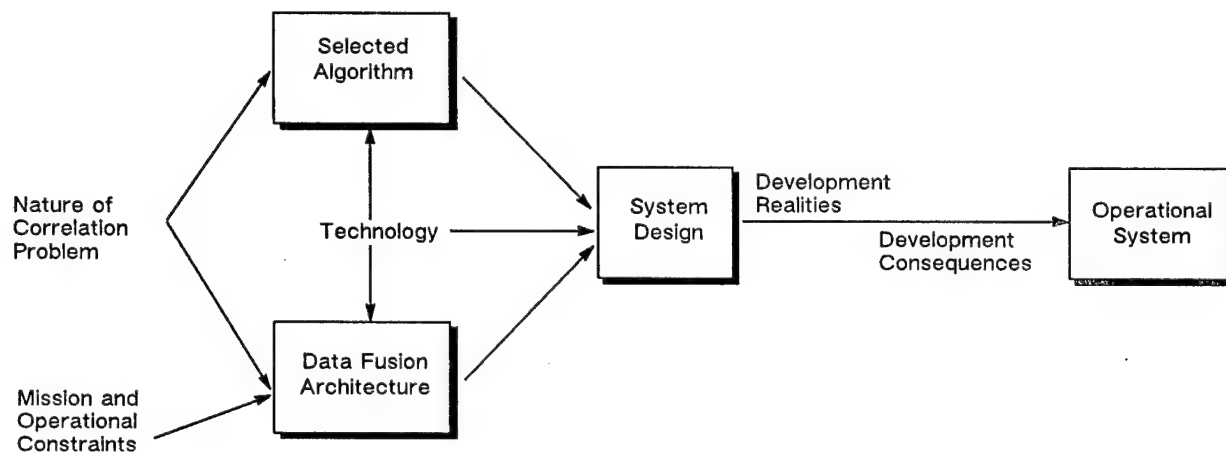 Selected
Algorithm
Nature of
Correlation
Problem
Technology
System
Design
Development
Realities
Development
Consequences
Operational
System
Data Fusion
Architecture
Mission and
Operational
Constraints